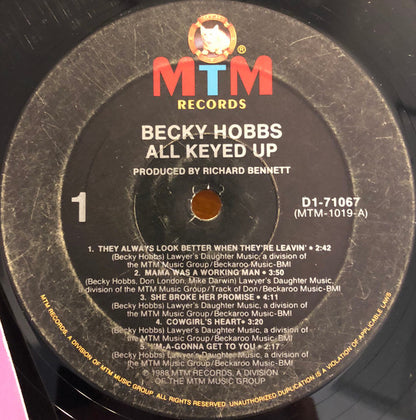 MTM
®
RECORDS
BECKY HOBBS
ALL KEYED UP
PRODUCED BY RICHARD BENNETT
1
D1-71067
(MTM-1019-A)
1. THEY ALWAYS LOOK BETTER WHEN THEY'RE LEAVIN' • 2:42
(Becky Hobbs) Lawyer's Daughter Music, a division of
the MTM Music Group / Beckaroo Music-BMI
2. MAMA WAS A WORKING MAN • 3:50
(Becky Hobbs, Don London, Mike Darwin) Lawyer's Daughter Music,
a division of the MTM Music Group / Track of Don / Beckaroo Music-BMI
3. SHE BROKE HER PROMISE • 4:11
(Becky Hobbs) Lawyer's Daughter Music, a division of
the MTM Music Group / Beckaroo Music-BMI
4. COWGIRL'S HEART • 3:20
(Becky Hobbs) Lawyer's Daughter Music, a division of
the MTM Music Group / Beckaroo Music-BMI
5. I'M-A-GONNA GET TO YOU • 2:17
(Becky Hobbs) Lawyer's Daughter Music, a division of
the MTM Music Group / Beckaroo Music-BMI
© 1988 MTM RECORDS, A DIVISION
OF THE MTM MUSIC GROUP
MTM RECORDS, A DIVISION OF MTM MUSIC GROUP. ALL RIGHTS RESERVED. UNAUTHORIZED DUPLICATION IS A VIOLATION OF APPLICABLE LAWS.